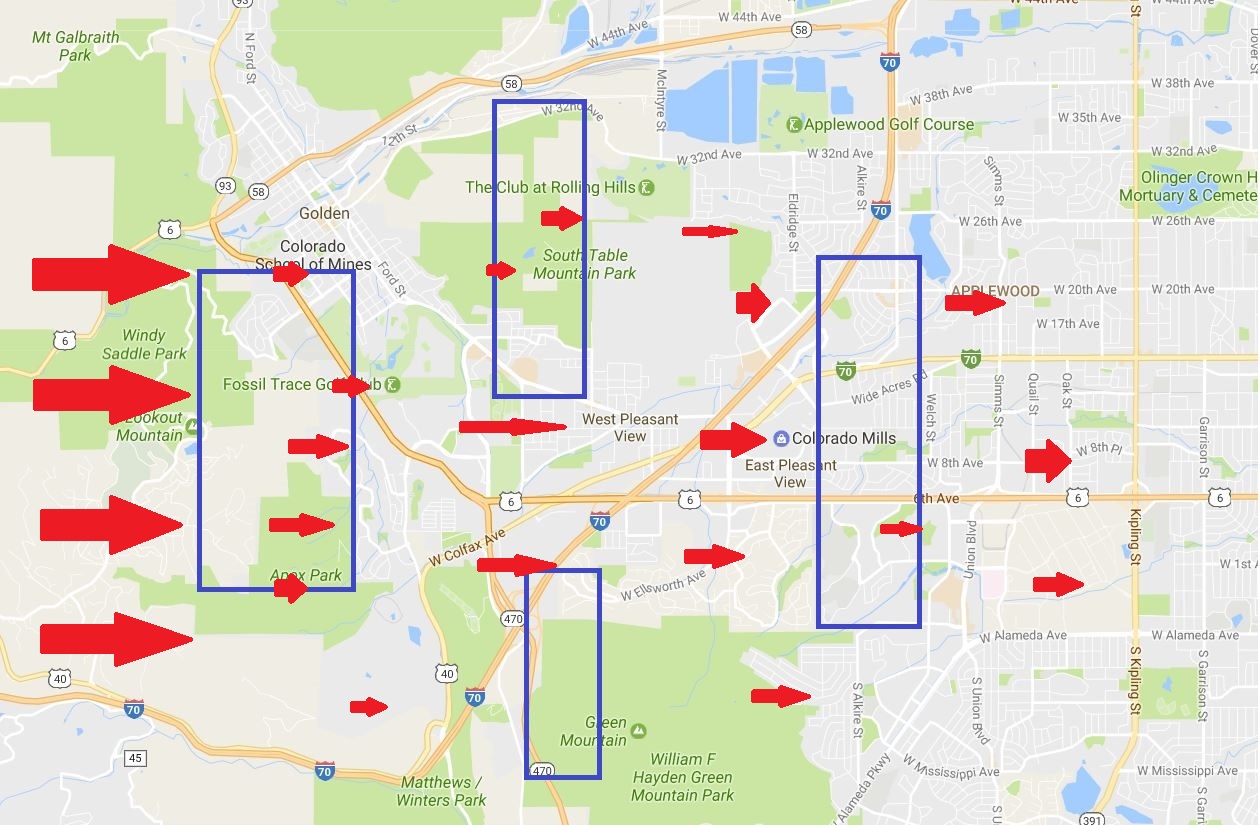 93
W 44th Ave
W 44th Ave
W 44th Ave
W 44th Ave
St
58
Mt Galbraith
Park
N Ford St
W 44th Ave
70
58
McIntyre St
W 38th Ave
W 38th Ave
W 32nd Ave
12th St
Applewood Golf Course
W 35th Ave
W 32nd Ave
W 32nd Ave
W 32nd Ave
Simms St
Alkire St
93
58
The Club at Rolling Hills
Olinger Crown H
Mortuary & Cemete
Golden
70
Eldridge St
W 26th Ave
W 26th Ave
6
Colorado
School of Mines
Ford St
South Table
Mountain Park
APPLEWOOD
W 20th Ave
W 20th Ave
W 17th Ave
6
Windy
Saddle Park
70
70
Fossil Trace Golf Club
Wide Acres Rd
Simms St
Quail St
Oak St
Lookout
Mountain
West Pleasant
View
Welch St
Garrison St
Colorado Mills
W 8th Pl
East Pleasant
View
W 8th Ave
6
6
6th Ave
6
6
70
W Colfax Ave
Union Blvd
Kipling St
W 1st A
Apex Park
W Ellsworth Ave
470
W Alameda Ave
W Alameda Ave
40
40
70
70
S Alkire St
S Union Blvd
S Kipling St
S Garrison St
Green
Mountain
45
70
470
William F
Hayden Green
Mountain Park
W Mississippi Ave
W Mississippi Ave
Matthews /
Winters Park
W Alameda Pkwy
S U
S Garri
391